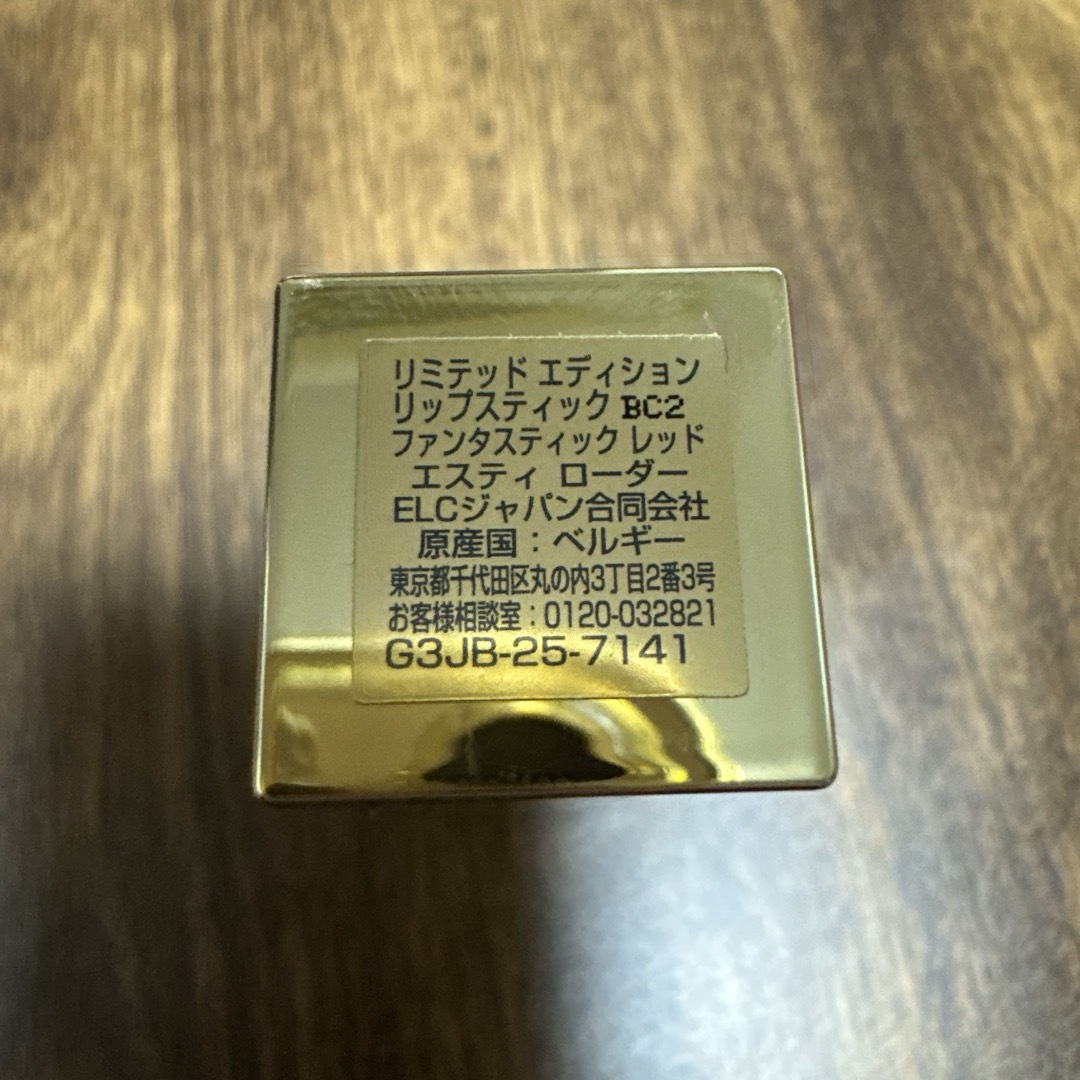 リミテッド エディション
リップスティック BC2
ファンタスティック レッド
エスティ ローダー
ELCジャパン合同会社
原産国：ベルギー
東京都千代田区丸の内3丁目2番3号
お客様相談室：0120-032821
G3JB-25-7141